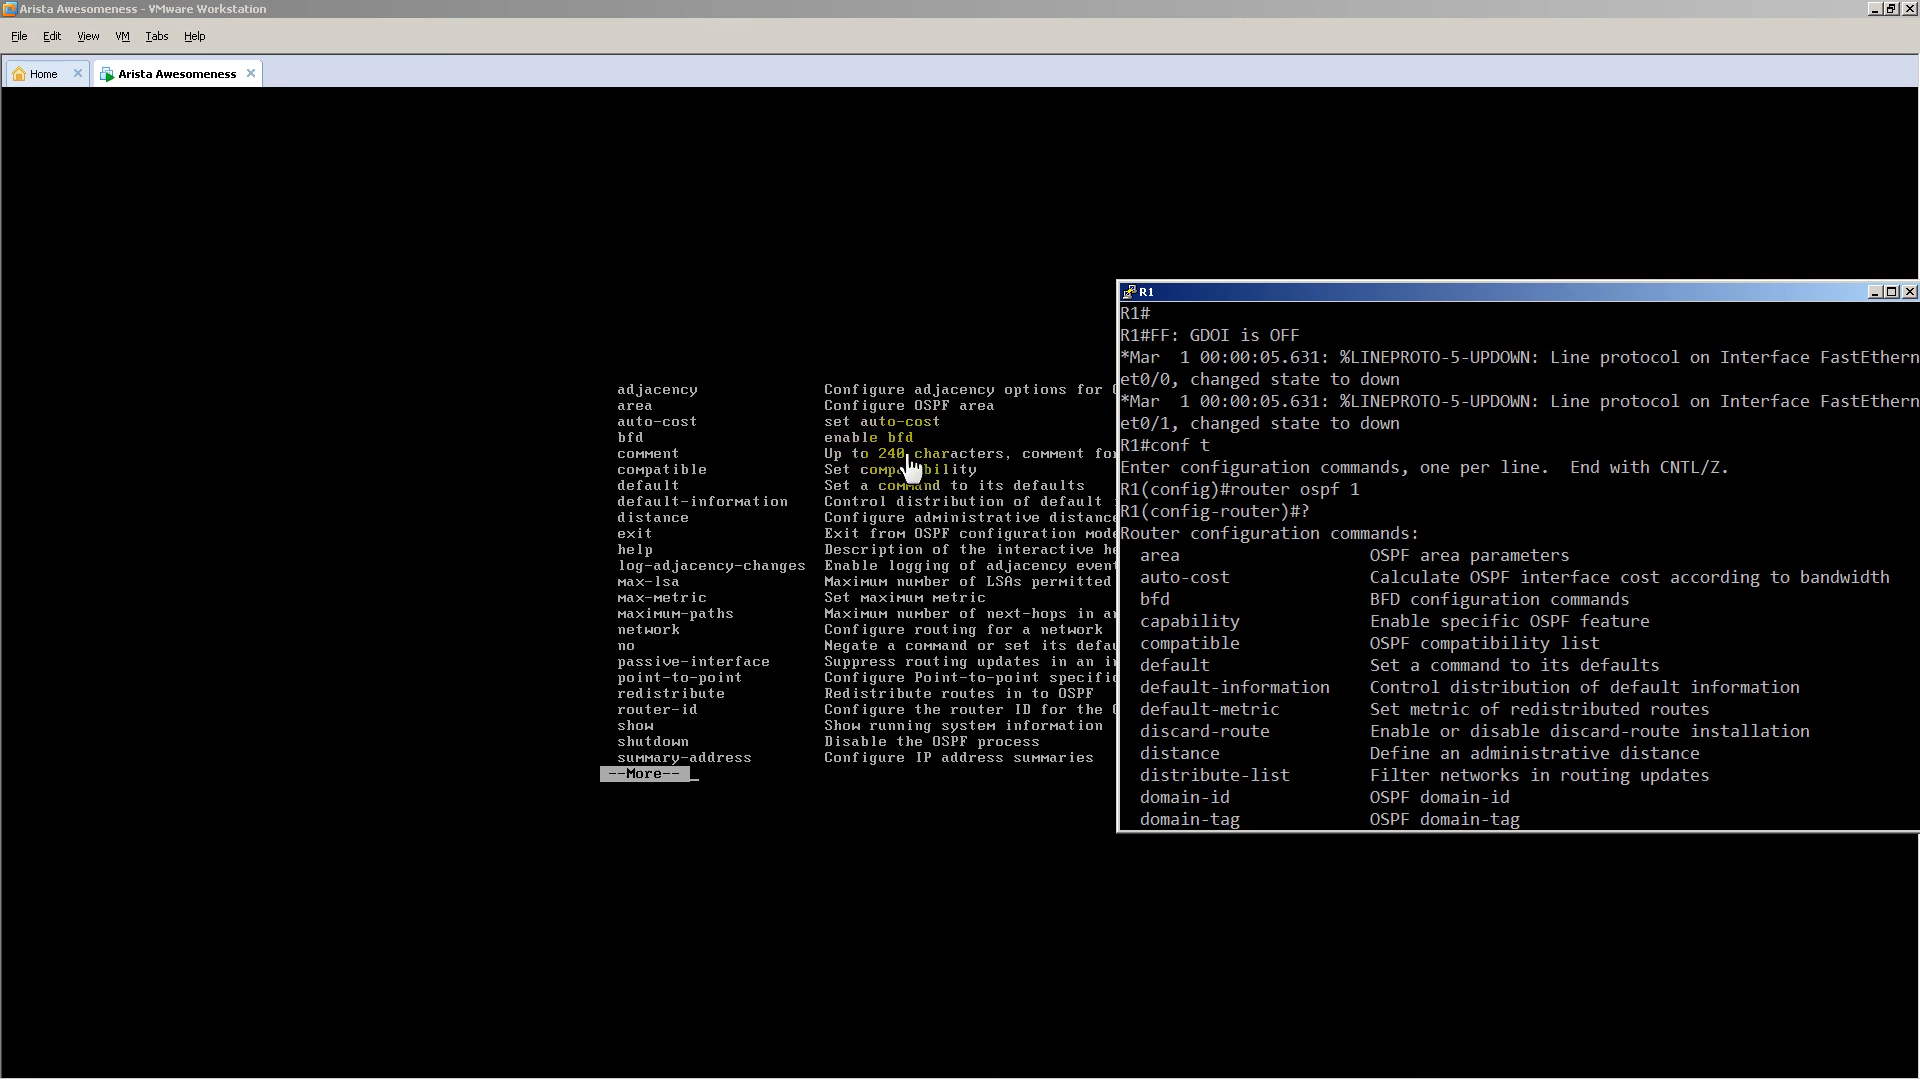 Arista Awesomeness - VMware Workstation
File Edit View VM Tabs Help
Home
Arista Awesomeness
adjacency Configure adjacency options for
area Configure OSPF area
auto-cost set auto-cost
bfd enable bfd
comment Up to 240 characters, comment for
compatible Set compatibility
default Set a command to its defaults
default-information Control distribution of default
distance Configure administrative distance
exit Exit from OSPF configuration mode
help Description of the interactive he
log-adjacency-changes Enable logging of adjacency event
max-lsa Maximum number of LSAs permitted
max-metric Set maximum metric
maximum-paths Maximum number of next-hops in an
network Configure routing for a network
no Negate a command or set its defau
passive-interface Suppress routing updates in an in
point-to-point Configure Point-to-point specific
redistribute Redistribute routes in to OSPF
router-id Configure the router ID for the
show Show running system information
shutdown Disable the OSPF process
summary-address Configure IP address summaries
--More--
R1
R1#
R1#FF: GDOI is OFF
*Mar 1 00:00:05.631: %LINEPROTO-5-UPDOWN: Line protocol on Interface FastEthern
et0/0, changed state to down
*Mar 1 00:00:05.631: %LINEPROTO-5-UPDOWN: Line protocol on Interface FastEthern
et0/1, changed state to down
R1#conf t
Enter configuration commands, one per line. End with CNTL/Z.
R1(config)#router ospf 1
R1(config-router)#?
Router configuration commands:
area OSPF area parameters
auto-cost Calculate OSPF interface cost according to bandwidth
bfd BFD configuration commands
capability Enable specific OSPF feature
compatible OSPF compatibility list
default Set a command to its defaults
default-information Control distribution of default information
default-metric Set metric of redistributed routes
discard-route Enable or disable discard-route installation
distance Define an administrative distance
distribute-list Filter networks in routing updates
domain-id OSPF domain-id
domain-tag OSPF domain-tag